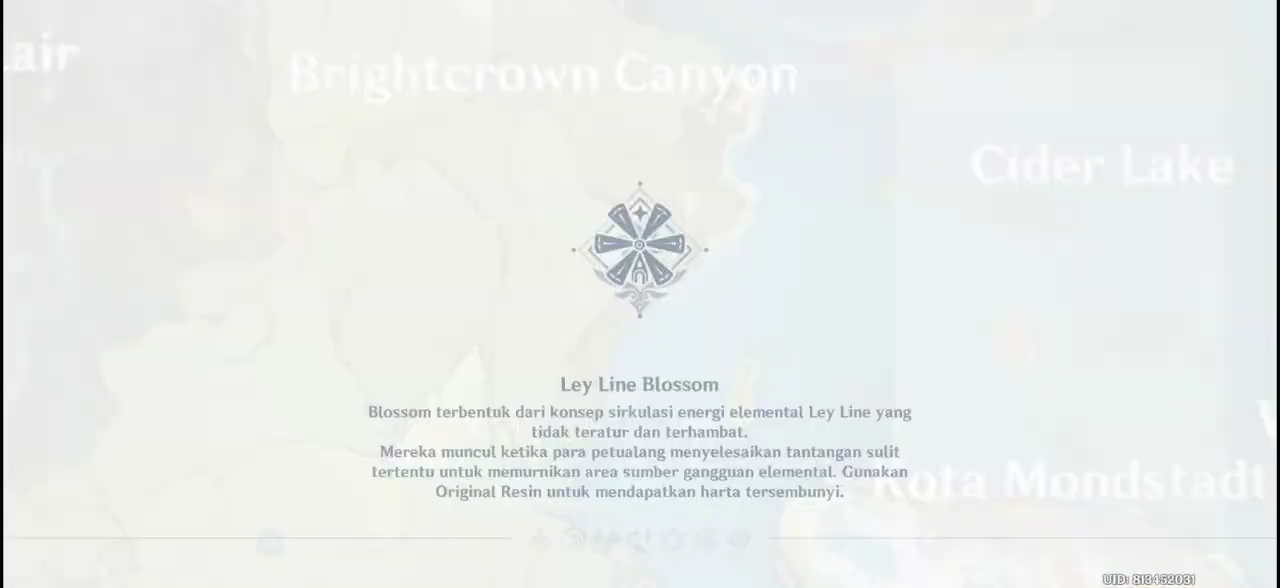 Brightcrown Canyon
Cider Lake
Ley Line Blossom
Blossom terbentuk dari konsep sirkulasi energi elemental Ley Line yang
tidak teratur dan terhambat.
Mereka muncul ketika para petualang menyelesaikan tantangan sulit
tertentu untuk memurnikan area sumber gangguan elemental. Gunakan
Original Resin untuk mendapatkan harta tersembunyi.
Kota Mondstadt
UID: 813452031